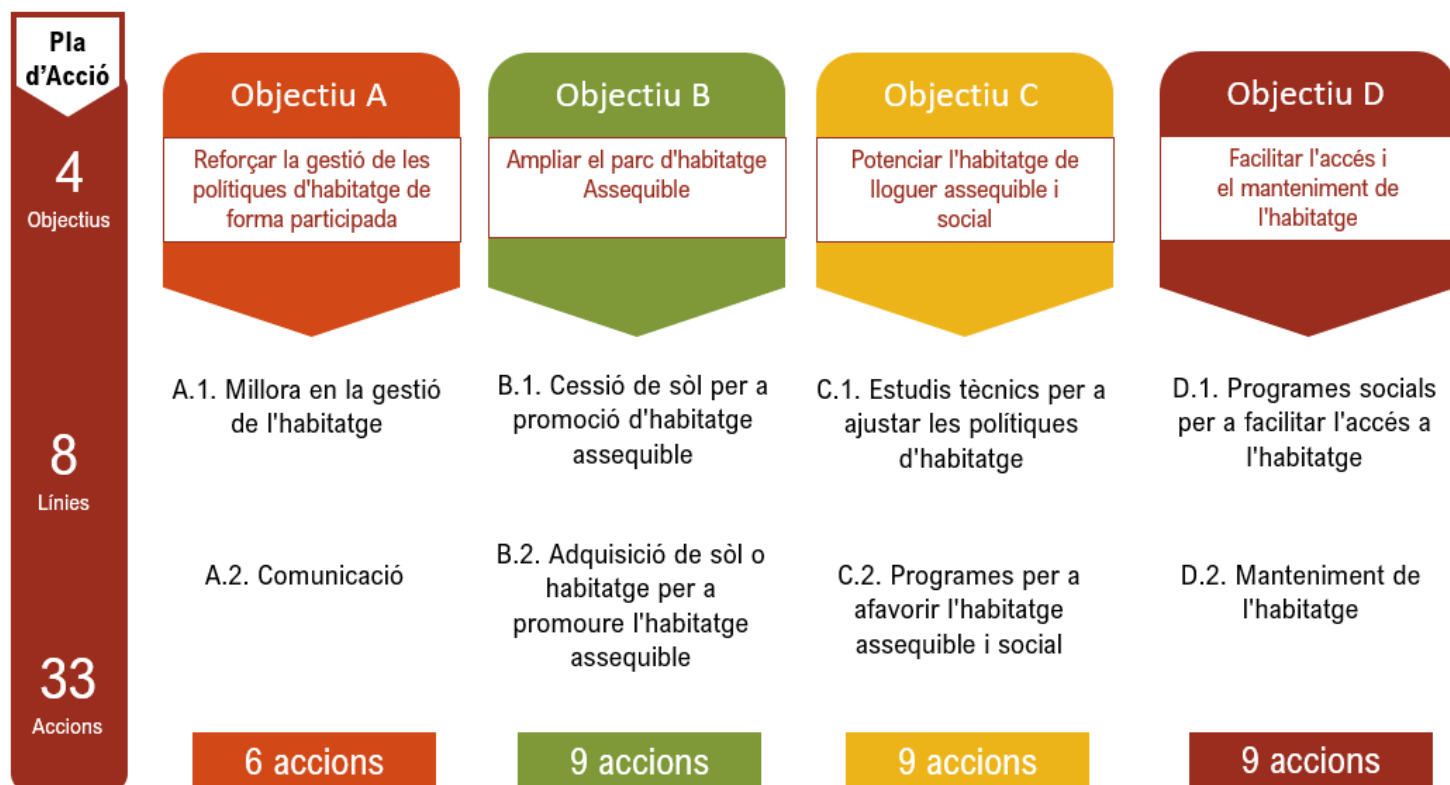 Pla
d'Acció
4
Objectius
8
Línies
33
Accions
Objectiu A
Reforçar la gestió de les
polítiques d'habitatge de
forma participada
A.1. Millora en la gestió
de l'habitatge
A.2. Comunicació
6 accions
Objectiu B
Ampliar el parc d'habitatge
Assequible
B.1. Cessió de sòl per a
promoció d'habitatge
assequible
B.2. Adquisició de sòl o
habitatge per a
promoure l'habitatge
assequible
9 accions
Objectiu C
Potenciar l'habitatge de
lloguer assequible i
social
C.1. Estudis tècnics per a
ajustar les polítiques
d'habitatge
C.2. Programes per a
afavorir l'habitatge
assequible i social
9 accions
Objectiu D
Facilitar l'accés i
el manteniment de
l'habitatge
D.1. Programes socials
per a facilitar l'accés a
l'habitatge
D.2. Manteniment de
l'habitatge
9 accions